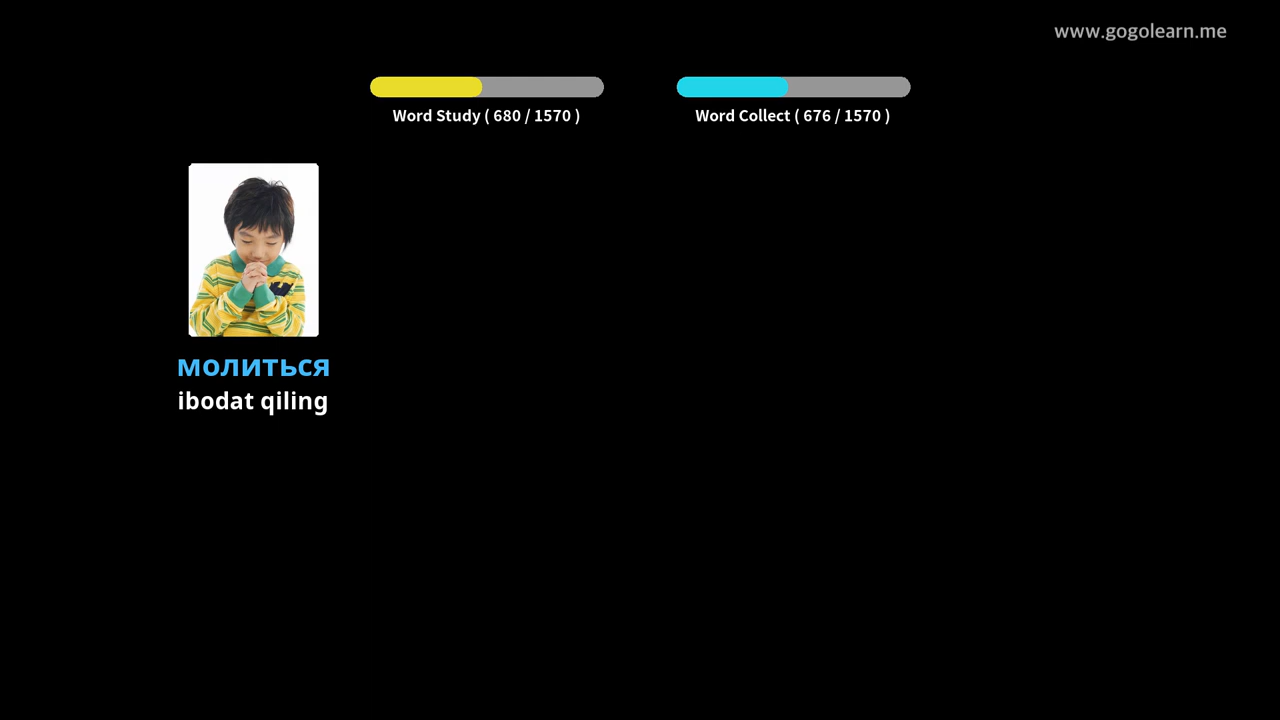 www.gogolearn.me
Word Study ( 680 / 1570 )
Word Collect ( 676 / 1570 )
молиться
ibodat qiling